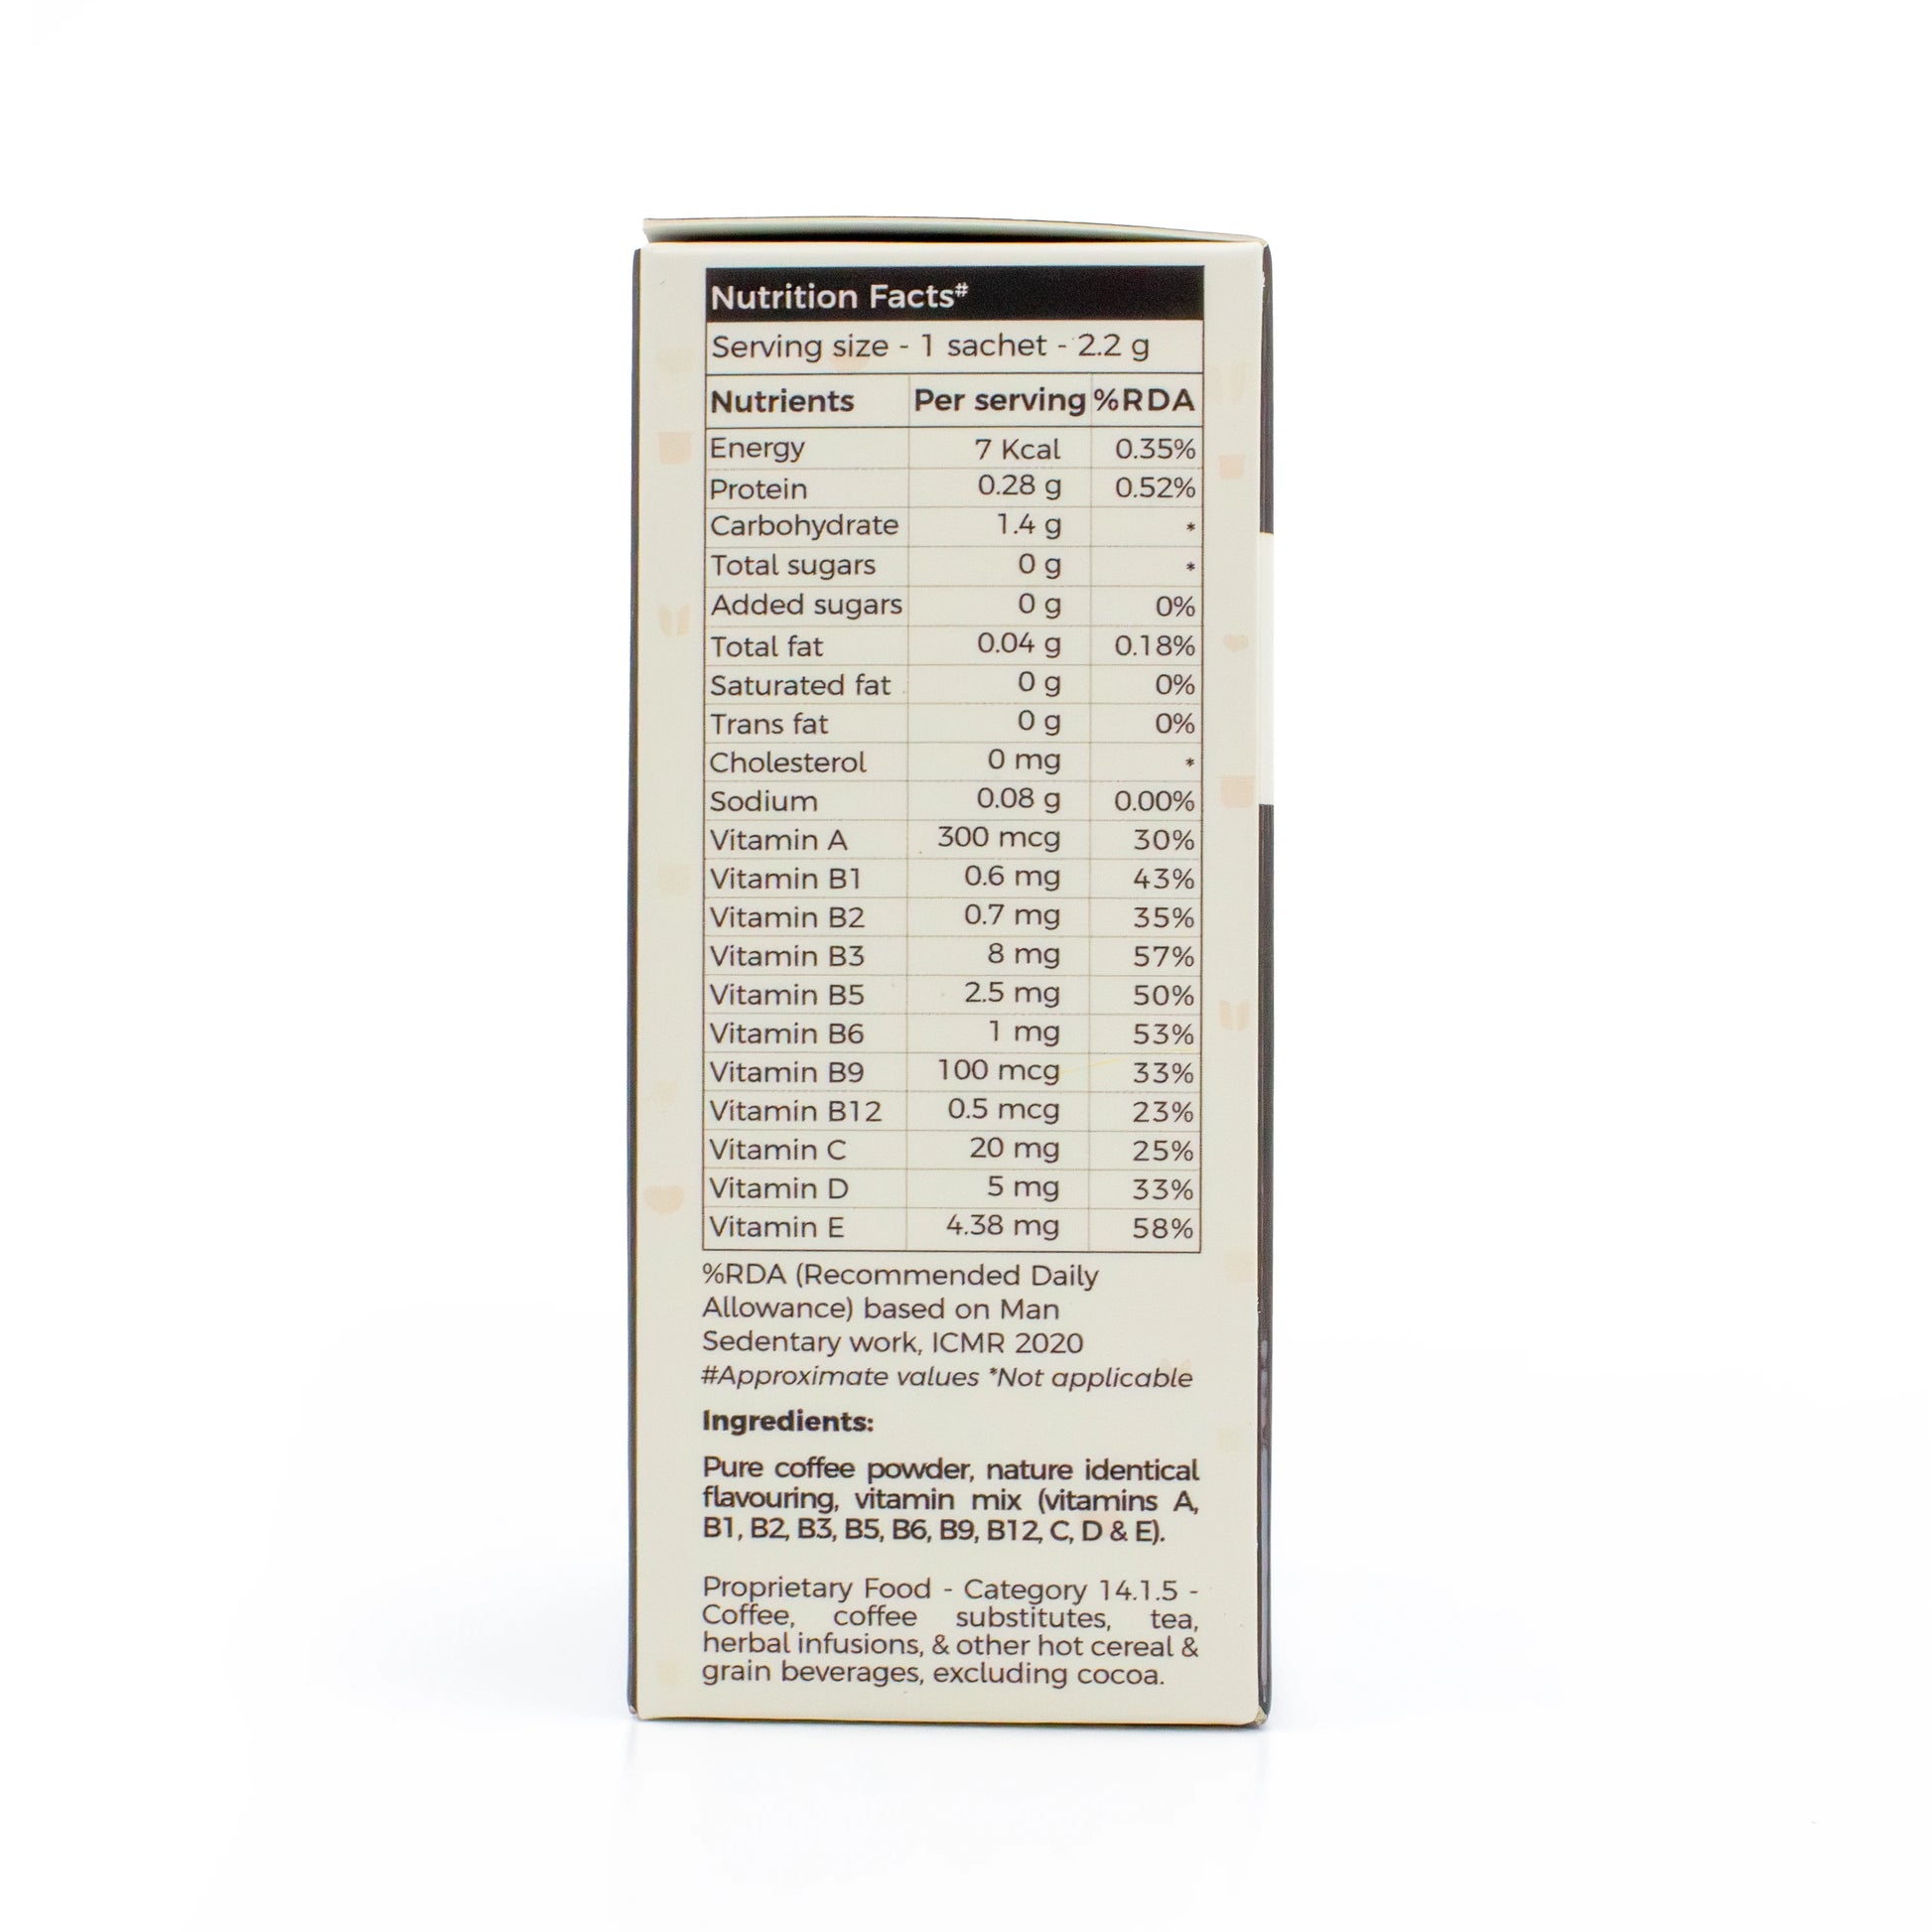 Nutrition Facts#
Serving size - 1 sachet - 2.2 g
Nutrients Per serving %RDA
Energy 7 Kcal 0.35%
Protein 0.28 g 0.52%
Carbohydrate 1.4 g *
Total sugars 0 g *
Added sugars 0 g 0%
Total fat 0.04 g 0.18%
Saturated fat 0 g 0%
Trans fat 0 g 0%
Cholesterol 0 mg *
Sodium 0.08 g 0.00%
Vitamin A 300 mcg 30%
Vitamin B1 0.6 mg 43%
Vitamin B2 0.7 mg 35%
Vitamin B3 8 mg 57%
Vitamin B5 2.5 mg 50%
Vitamin B6 1 mg 53%
Vitamin B9 100 mcg 33%
Vitamin B12 0.5 mcg 23%
Vitamin C 20 mg 25%
Vitamin D 5 mg 33%
Vitamin E 4.38 mg 58%
%RDA (Recommended Daily
Allowance) based on Man
Sedentary work, ICMR 2020
#Approximate values *Not applicable
Ingredients:
Pure coffee powder, nature identical
flavouring, vitamin mix (vitamins A,
B1, B2, B3, B5, B6, B9, B12, C, D & E).
Proprietary Food - Category 14.1.5 -
Coffee, coffee substitutes, tea,
herbal infusions, & other hot cereal &
grain beverages, excluding cocoa.